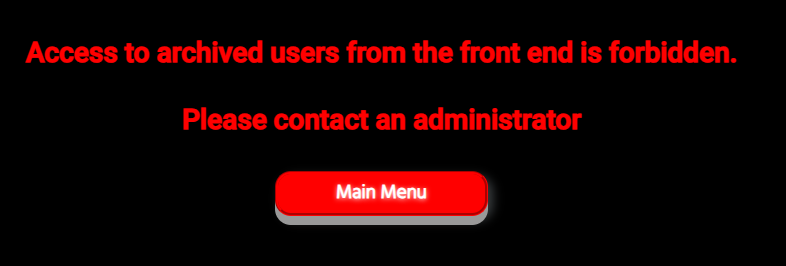 Access to archived users from the front end is forbidden.
Please contact an administrator
Main Menu